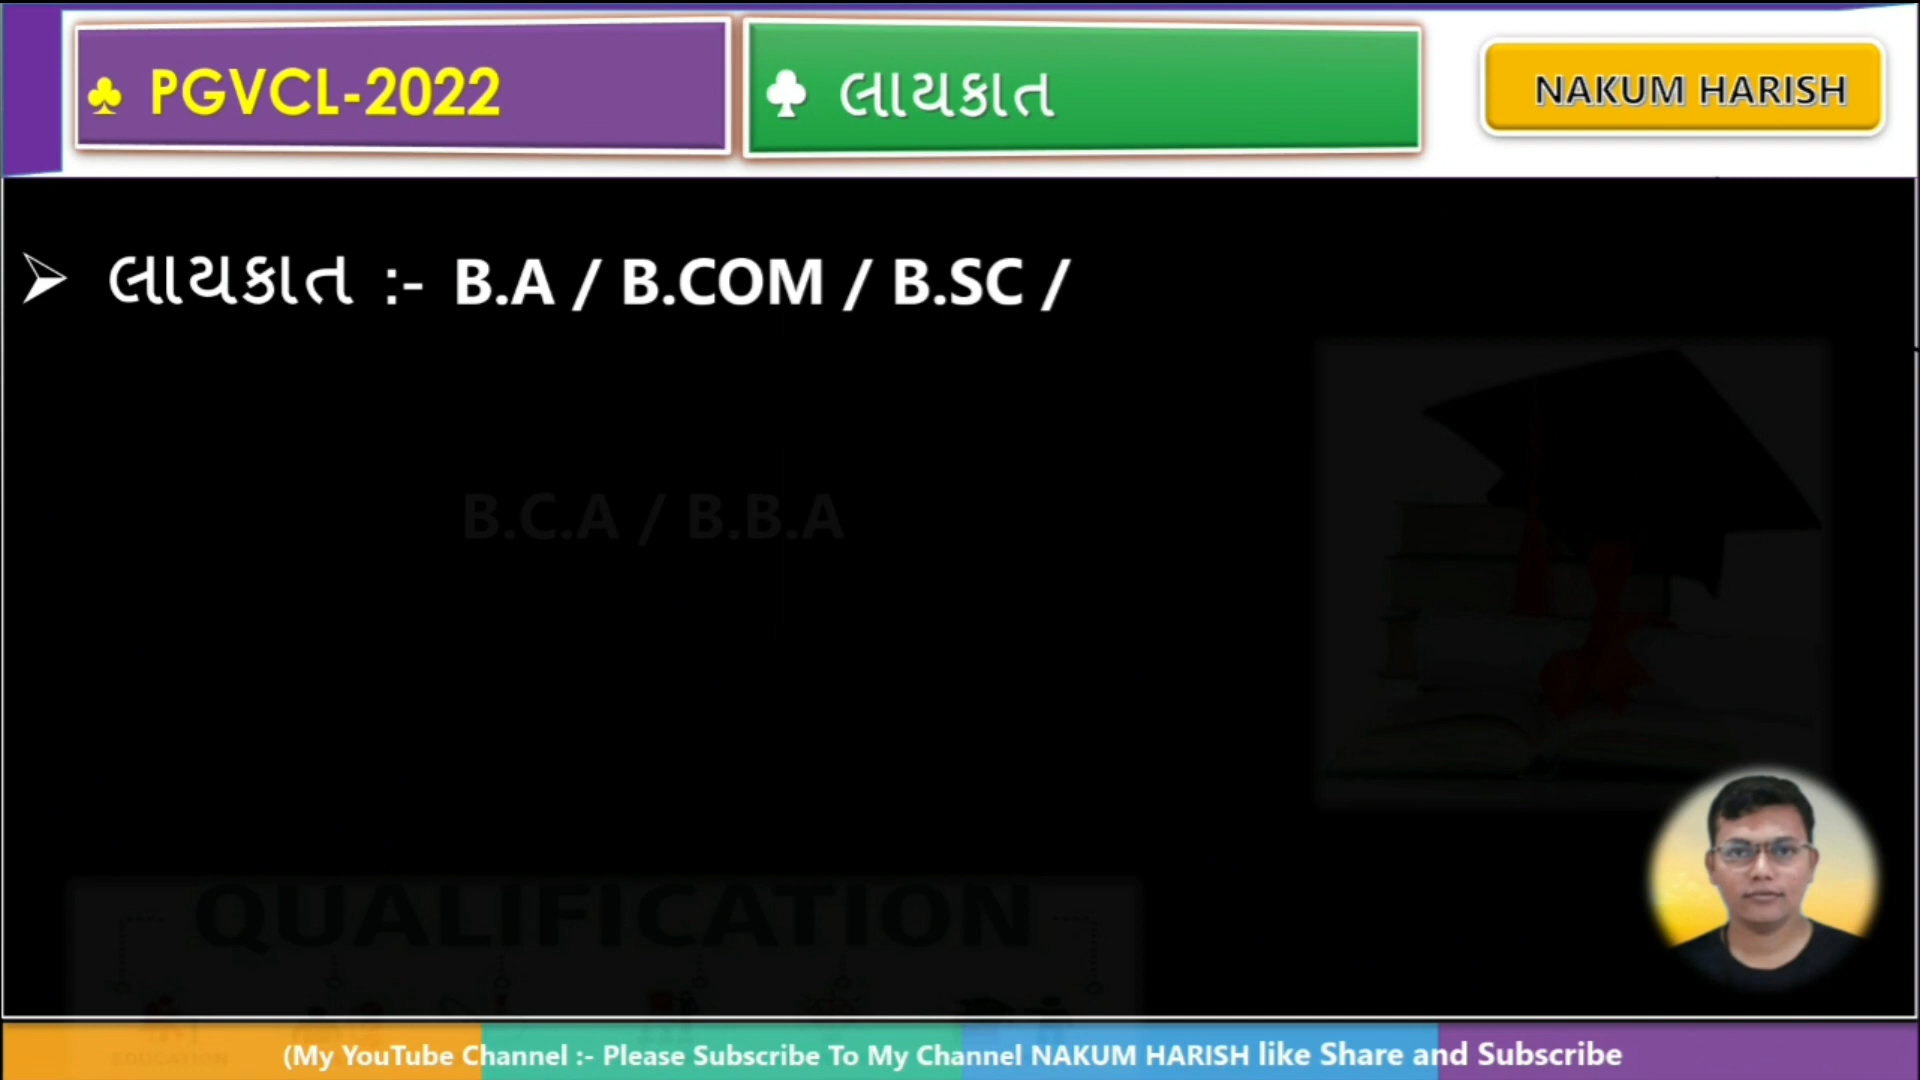 ♣ PGVCL-2022
♣ લાયકાત
NAKUM HARISH
➢ લાયકાત :- B.A / B.COM / B.SC /
B.C.A / B.B.A
QUALIFICATION
EDUCATION
(My YouTube Channel :- Please Subscribe To My Channel NAKUM HARISH like Share and Subscribe